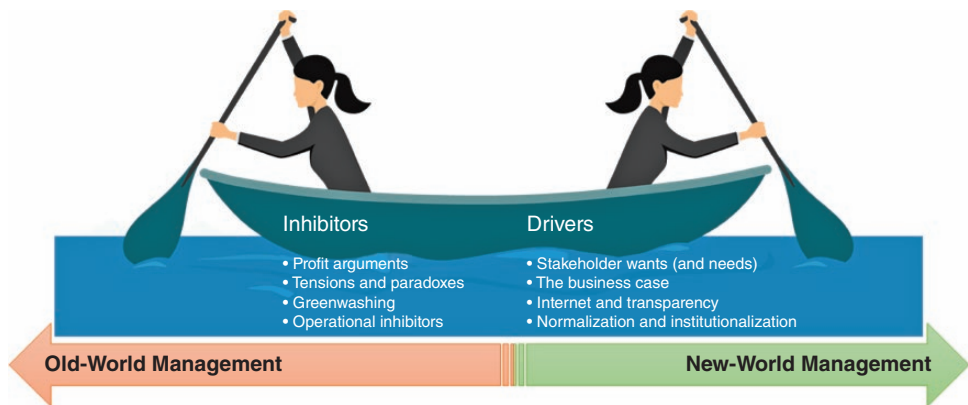 Inhibitors
• Profit arguments
• Tensions and paradoxes
• Greenwashing
• Operational inhibitors
Drivers
• Stakeholder wants (and needs)
• The business case
• Internet and transparency
• Normalization and institutionalization
Old-World Management
New-World Management